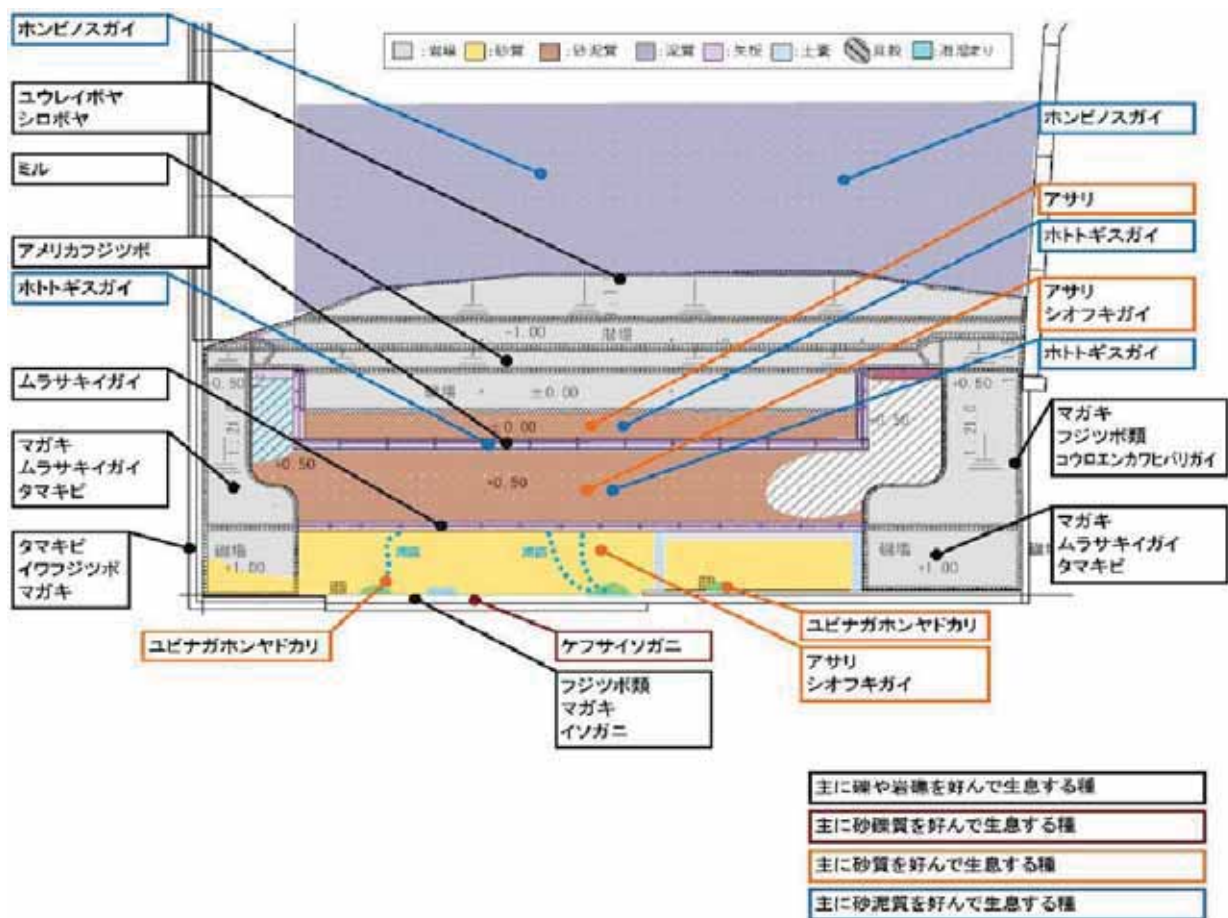 ホンビノスガイ
:岩場 :砂質 :砂泥質 :泥質 :矢板 :土嚢 :貝殻 :潮溜まり
ユウレイボヤ
シロボヤ
ミル
アメリカフジツボ
ホトトギスガイ
ムラサキイガイ
マガキ
ムラサキイガイ
タマキビ
タマキビ
イワフジツボ
マガキ
ホンビノスガイ
アサリ
ホトトギスガイ
アサリ
シオフキガイ
ホトトギスガイ
マガキ
フジツボ類
コウロエンカワヒバリガイ
マガキ
ムラサキイガイ
タマキビ
-1.00
±0.00
±0.00
+0.50
+0.50
+0.50
+0.50
+0.50
+1.00
+1.00
澪筋
澪筋
ユビナガホンヤドカリ
ケフサイソガニ
ユビナガホンヤドカリ
フジツボ類
マガキ
イソガニ
アサリ
シオフキガイ
主に礫や岩礁を好んで生息する種
主に砂礫質を好んで生息する種
主に砂質を好んで生息する種
主に砂泥質を好んで生息する種